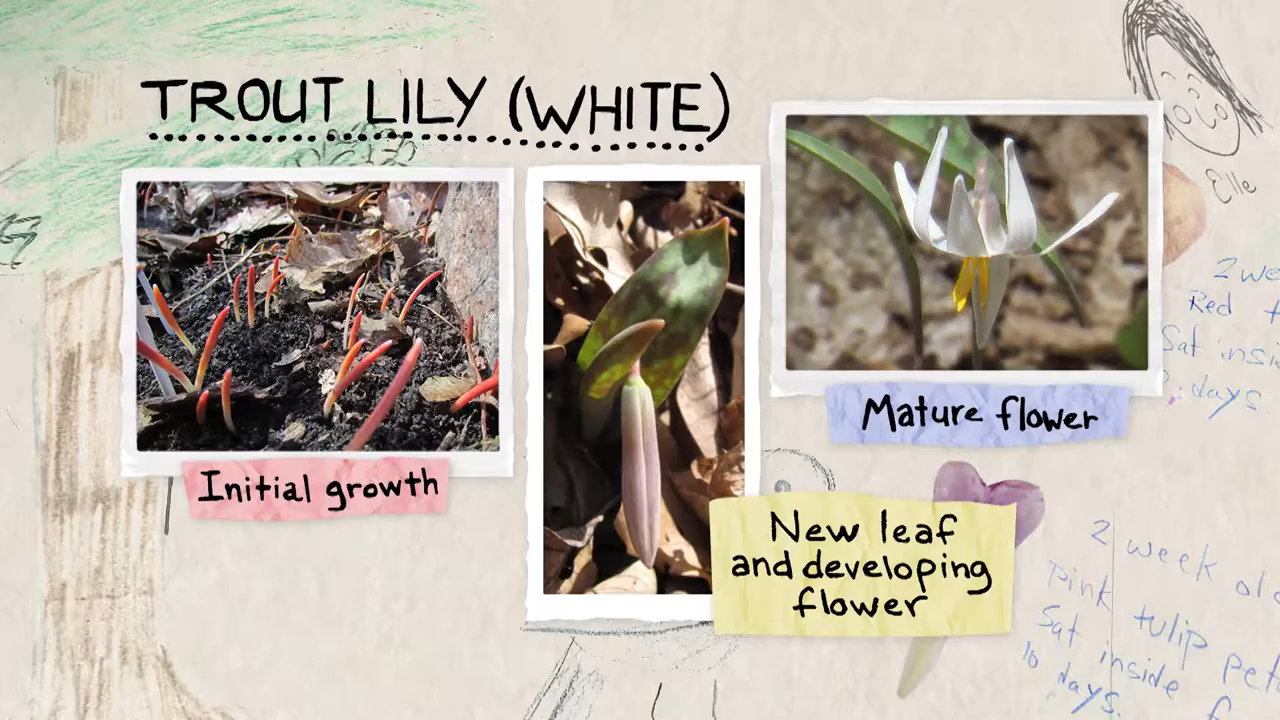 TROUT LILY (WHITE)
Initial growth
New leaf
and developing
flower
Mature flower
Elle
2 we
Red
Sat insi
days.
2 week old
pink tulip pet
Sat inside f
10 days.